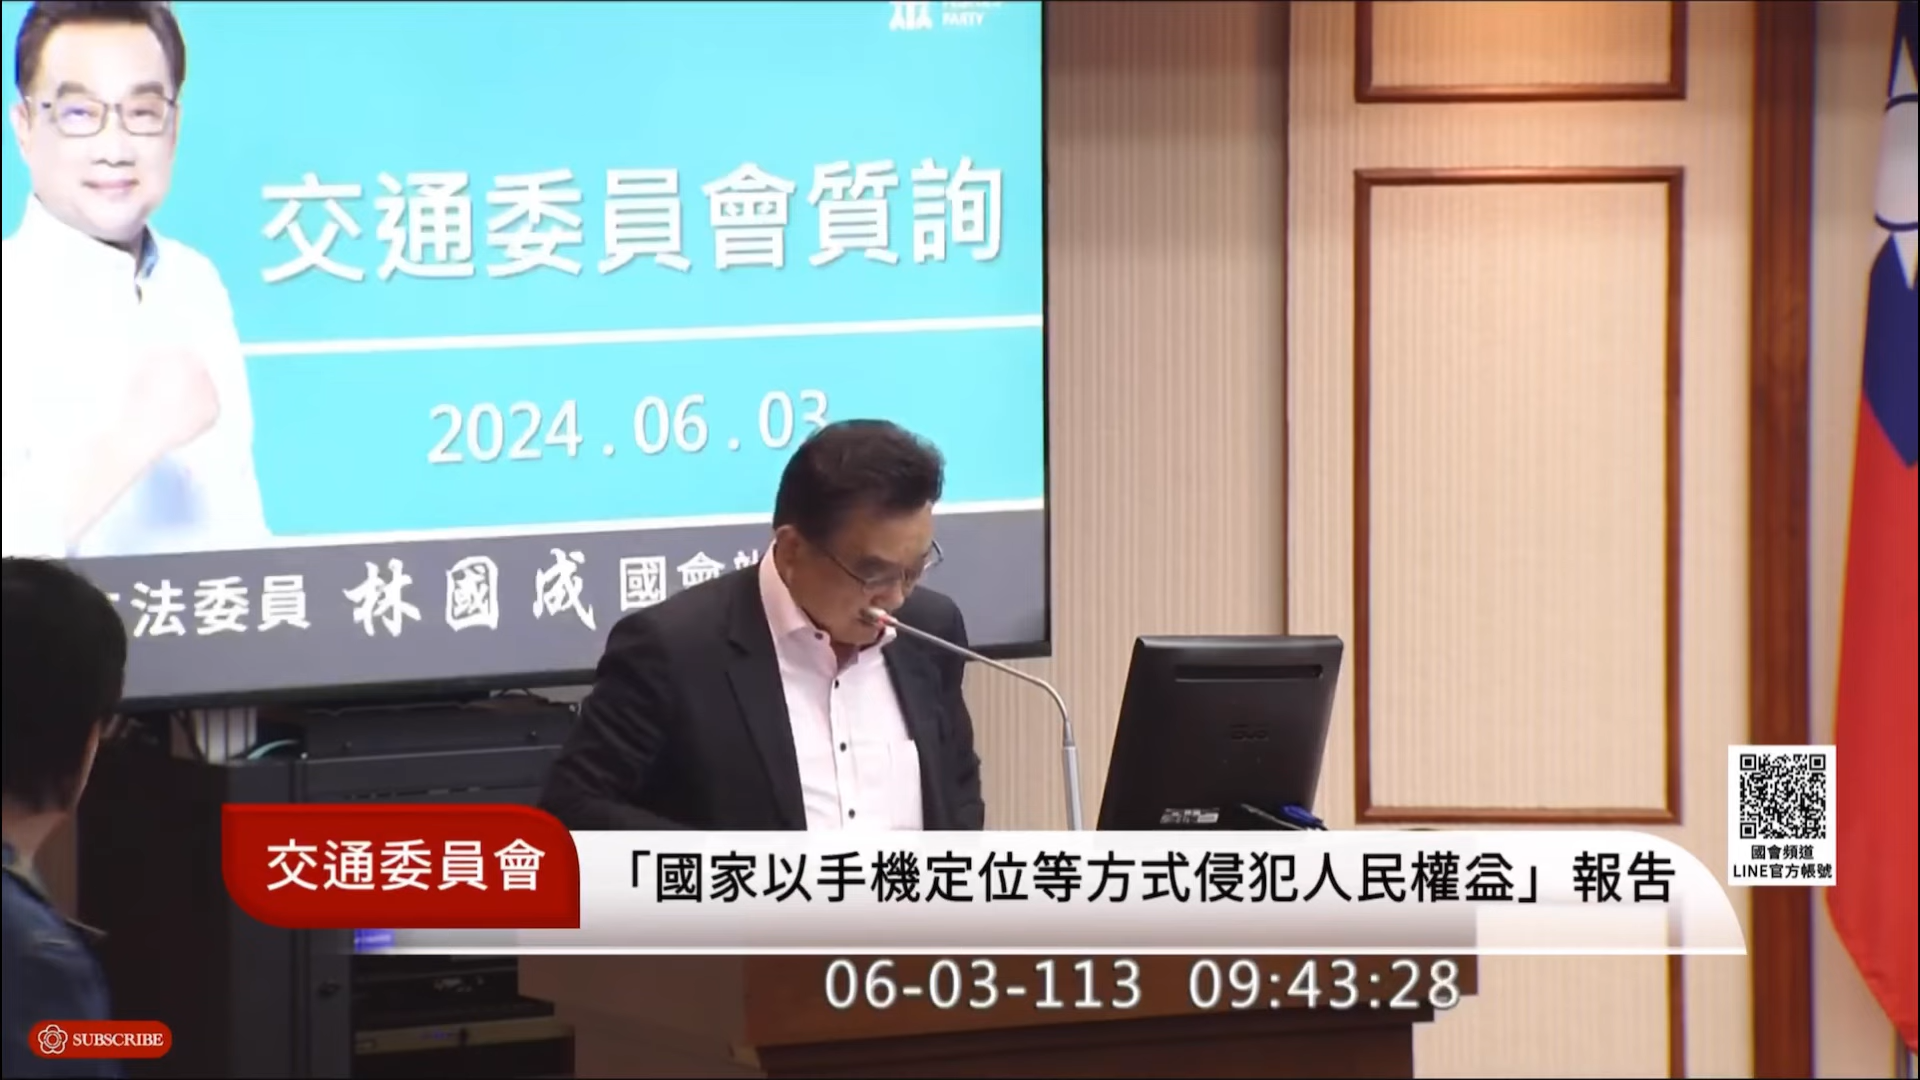 PARTY
交通委員會質詢
2024.06.03
法委員 林國成 國會
交通委員會
「國家以手機定位等方式侵犯人民權益」報告
國會頻道
LINE官方帳號
06-03-113 09:43:28
SUBSCRIBE